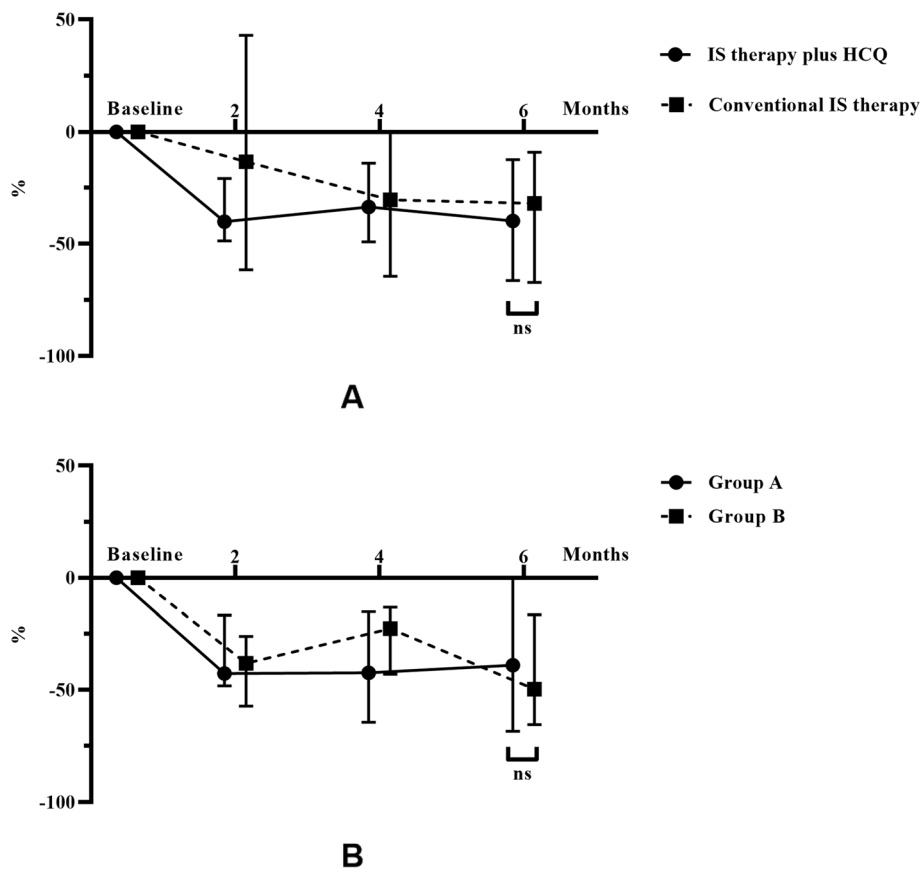 50
IS therapy plus HCQ
Conventional IS therapy
Baseline 2 4 6 Months
0
%
-50
ns
-100
A
50
Group A
Group B
Baseline 2 4 6 Months
0
%
-50
ns
-100
B